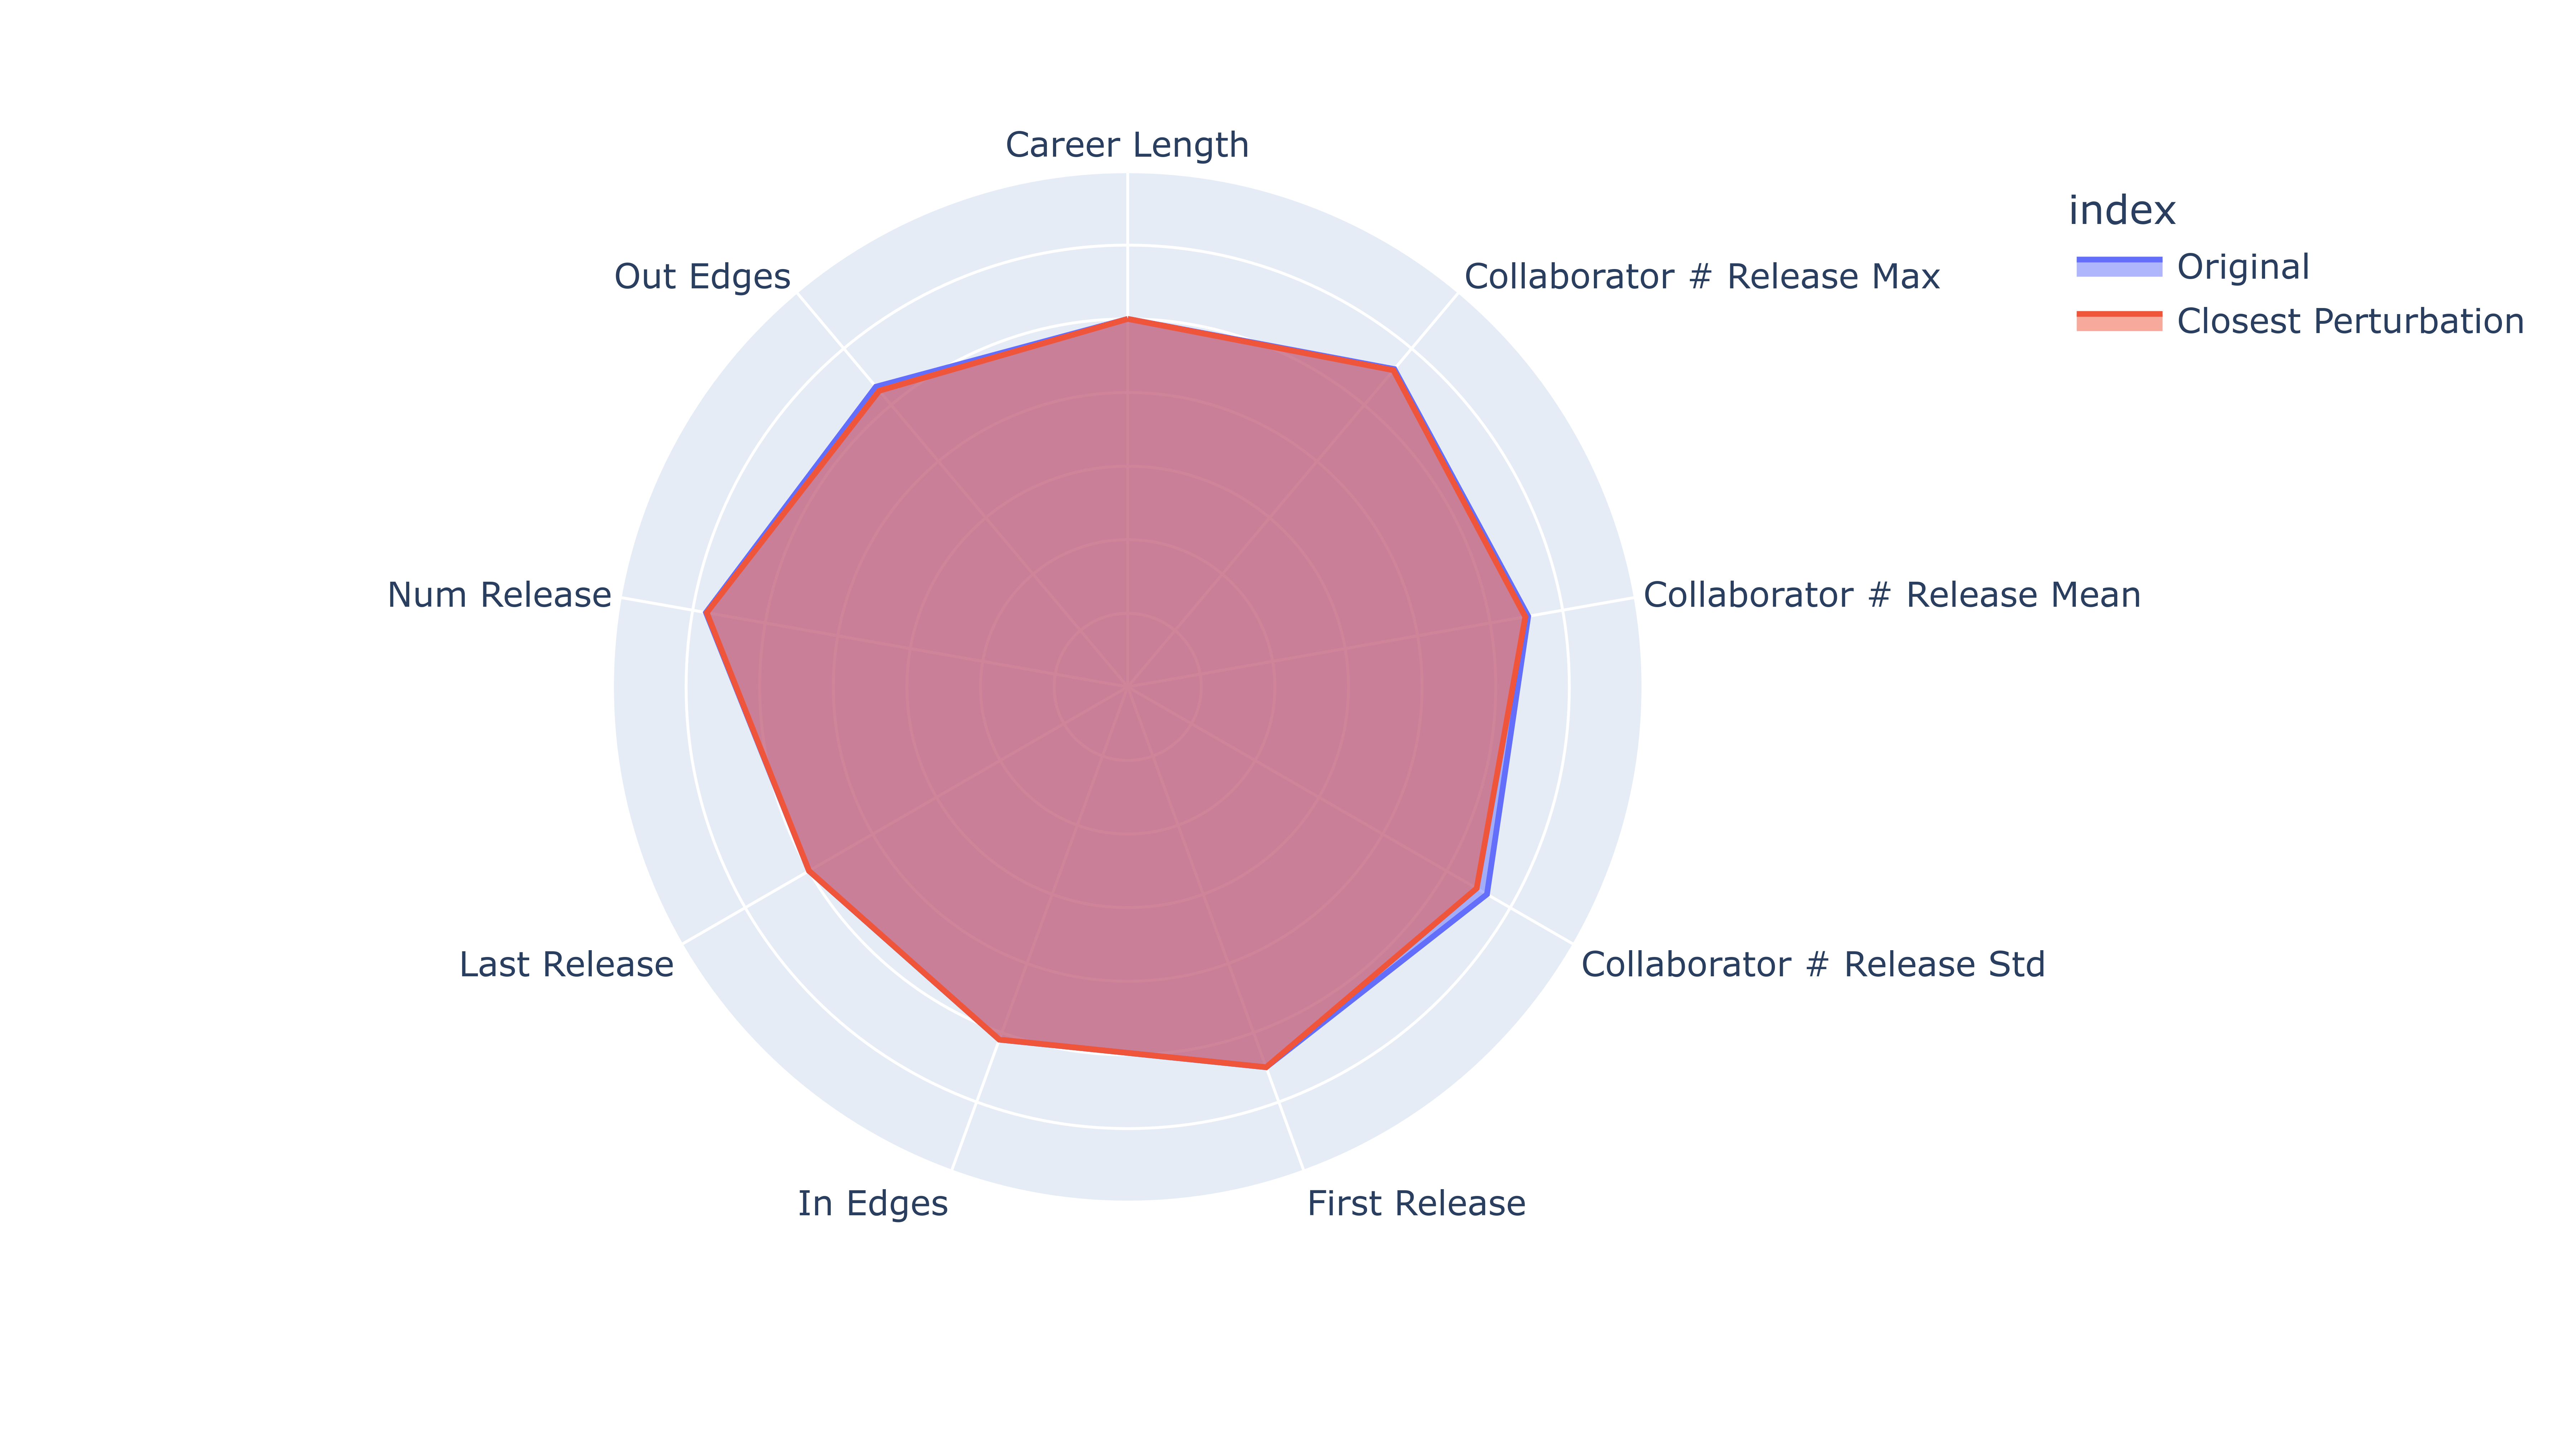 Career Length
Out Edges
Collaborator # Release Max
index
Original
Closest Perturbation
Num Release
Collaborator # Release Mean
Last Release
Collaborator # Release Std
In Edges
First Release